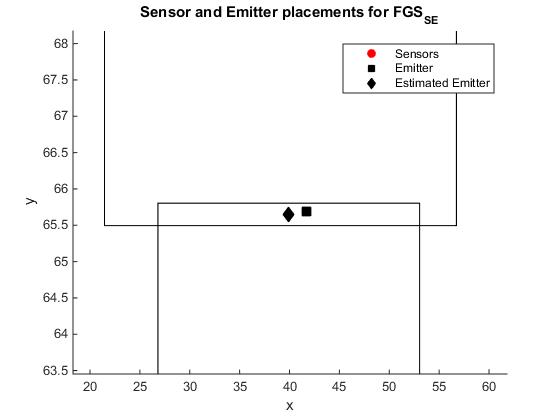 Sensor and Emitter placements for FGS_SE
Sensors
Emitter
Estimated Emitter
68
67.5
67
66.5
66
65.5
65
64.5
64
63.5
y
20 25 30 35 40 45 50 55 60
x